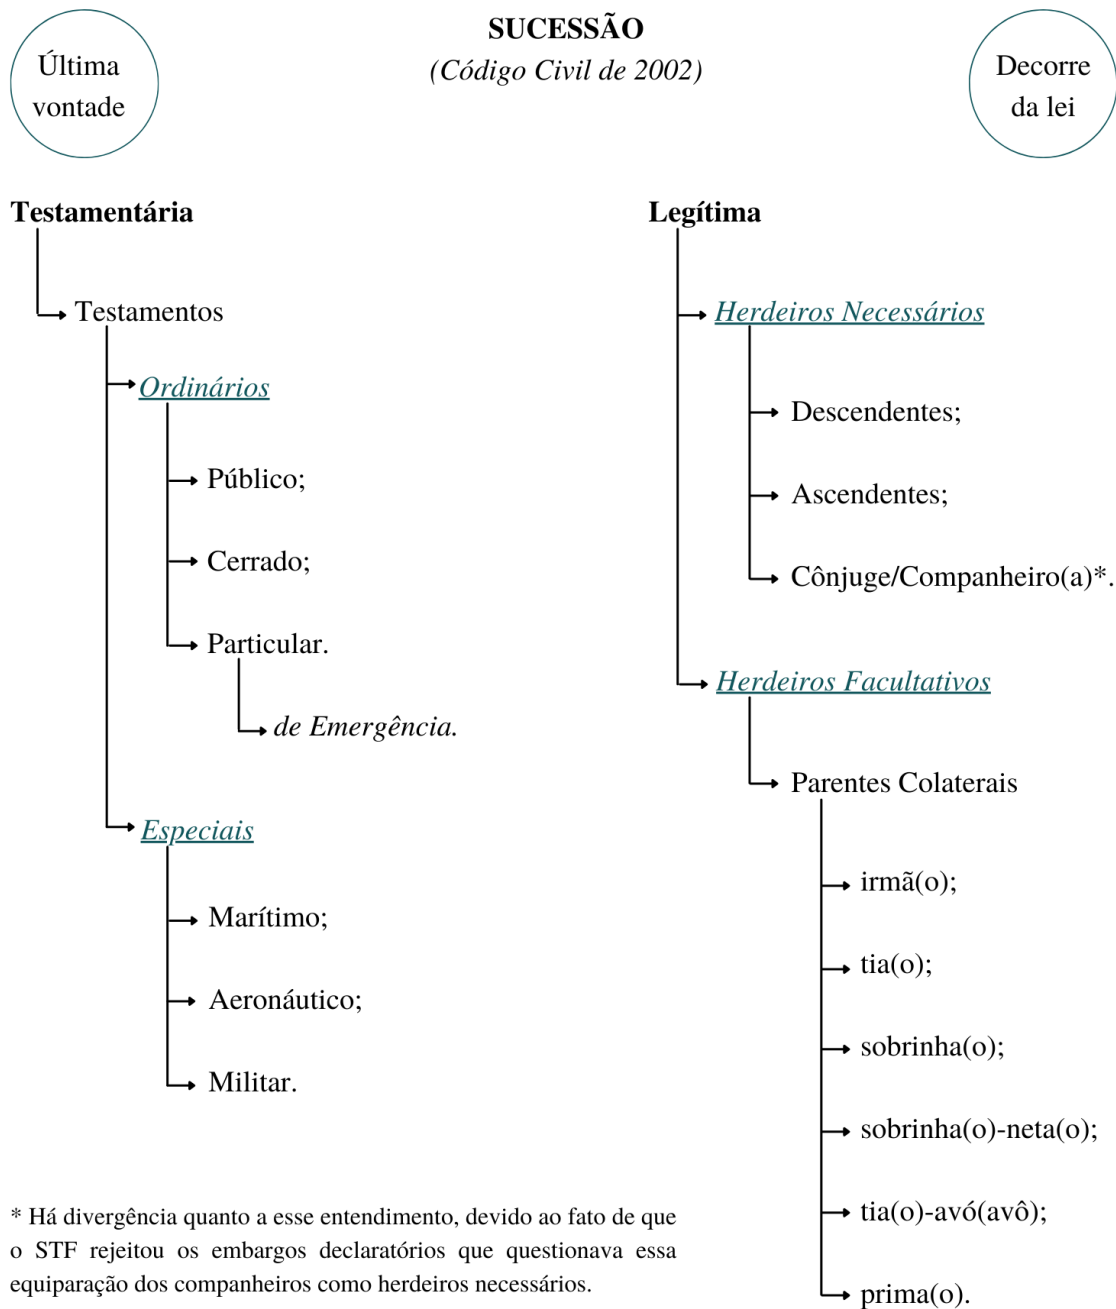 SUCESSÃO
(Código Civil de 2002)
Última
vontade
Decorre
da lei
Testamentária
Testamentos
Ordinários
Público;
Cerrado;
Particular.
de Emergência.
Especiais
Marítimo;
Aeronáutico;
Militar.
Legítima
Herdeiros Necessários
Descendentes;
Ascendentes;
Cônjuge/Companheiro(a)*.
Herdeiros Facultativos
Parentes Colaterais
irmã(o);
tia(o);
sobrinha(o);
sobrinha(o)-neta(o);
tia(o)-avó(avô);
prima(o).
* Há divergência quanto a esse entendimento, devido ao fato de que
o STF rejeitou os embargos declaratórios que questionava essa
equiparação dos companheiros como herdeiros necessários.